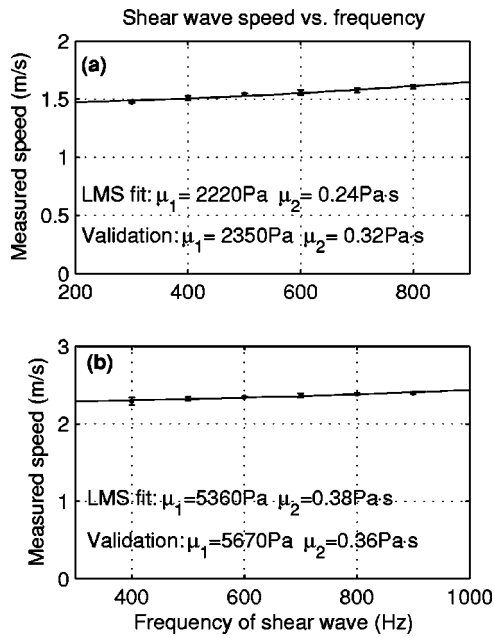 Shear wave speed vs. frequency
2
(a)
1.5
1
LMS fit: μ₁= 2220Pa μ₂= 0.24Pa·s
0.5
Validation: μ₁= 2350Pa μ₂= 0.32Pa·s
0
200 400 600 800
Measured speed (m/s)
3
(b)
2
1
LMS fit: μ₁=5360Pa μ₂=0.38Pa·s
Validation: μ₁=5670Pa μ₂=0.36Pa·s
0
400 600 800 1000
Measured speed (m/s)
Frequency of shear wave (Hz)